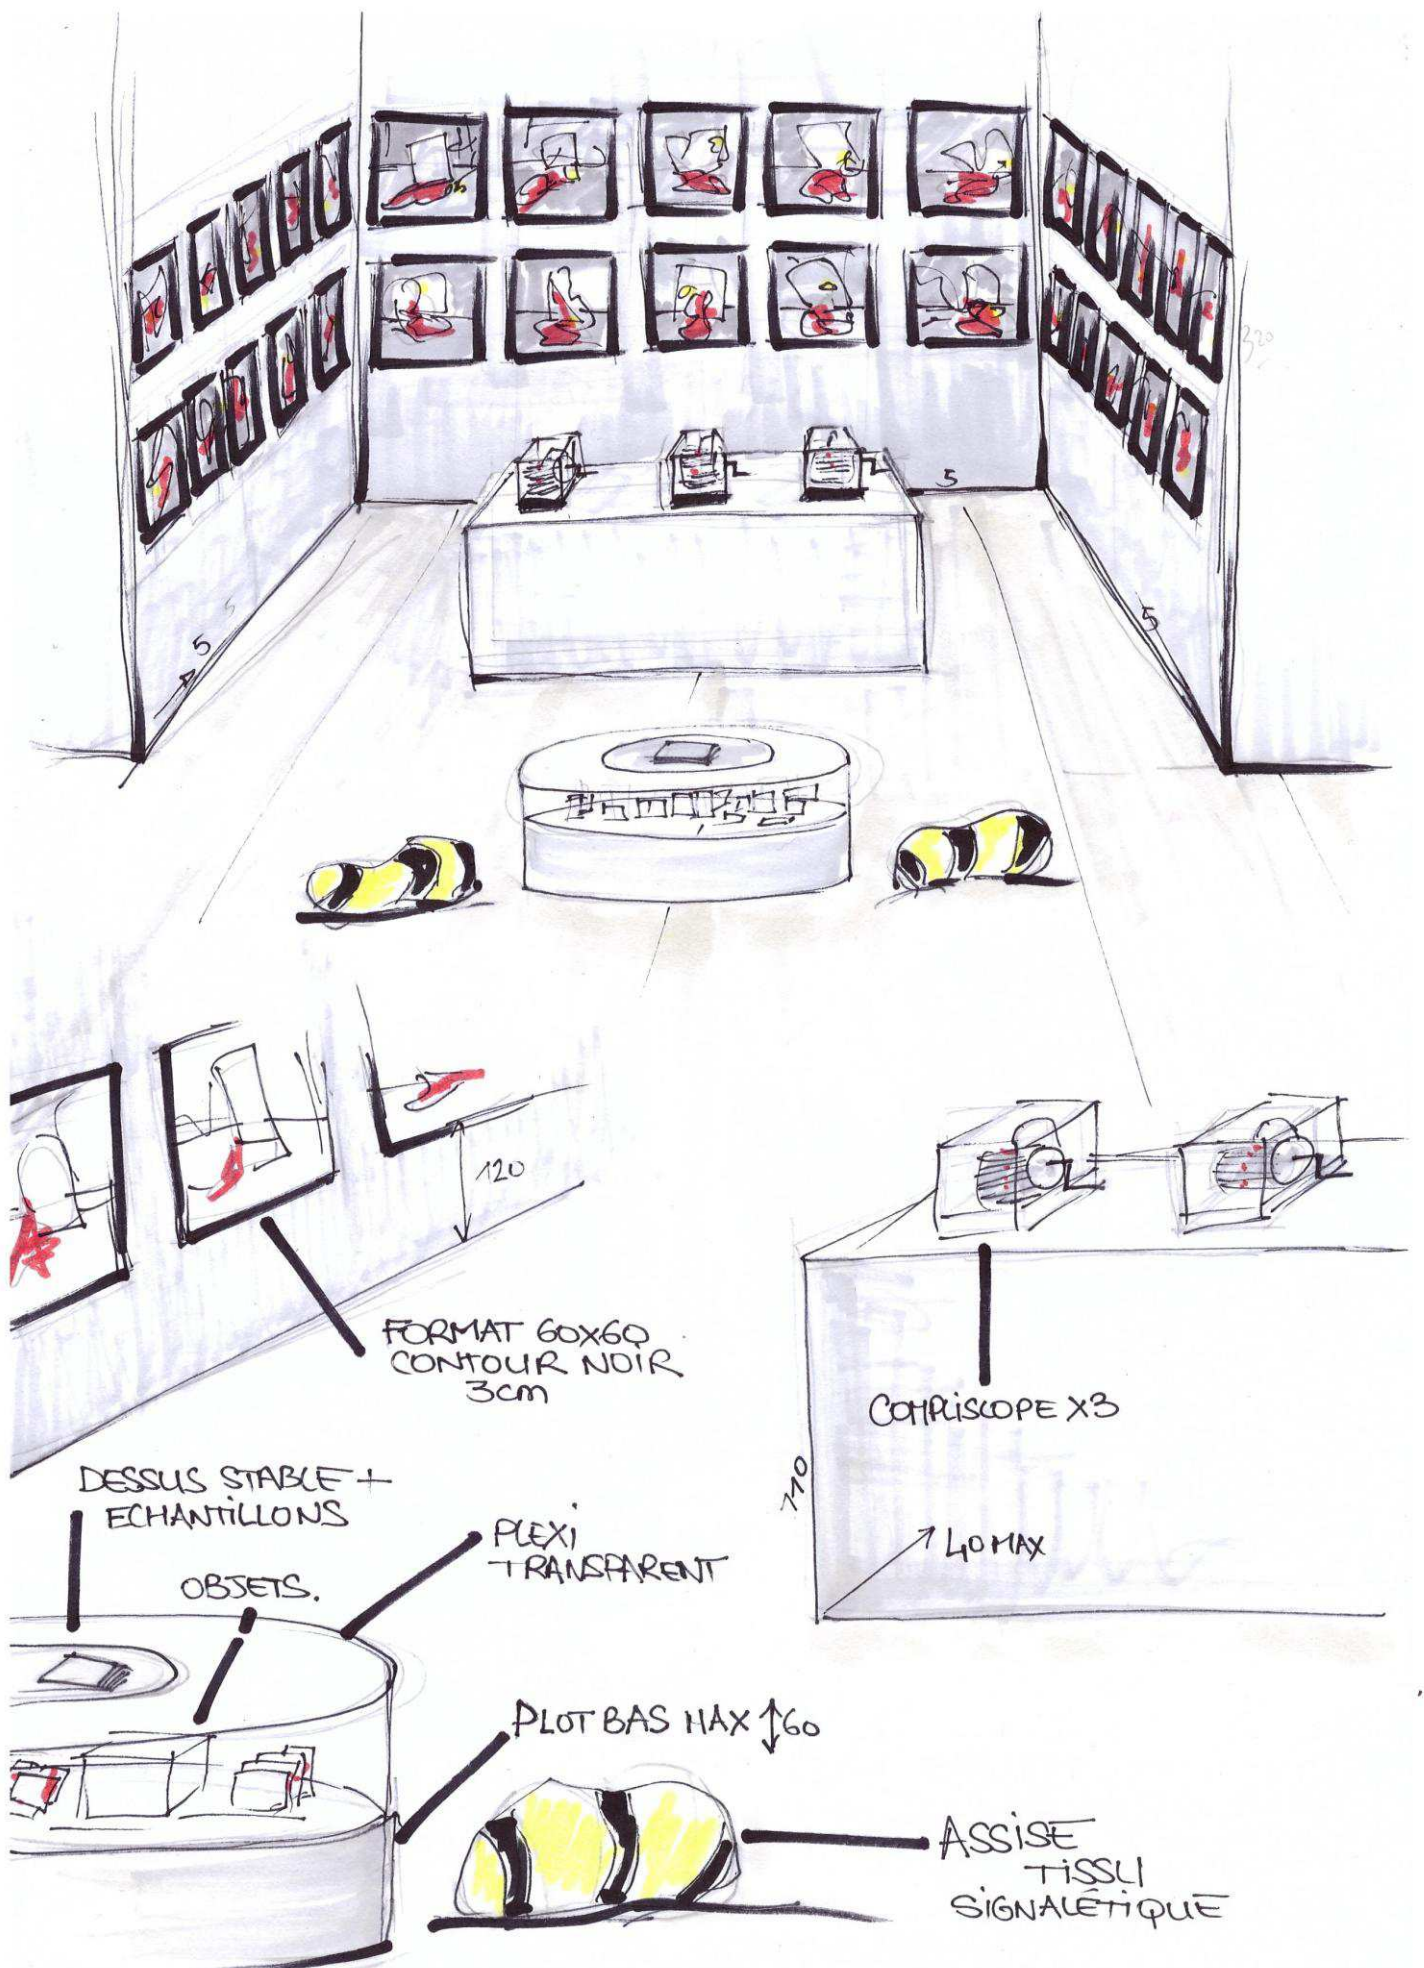 320
5
5
5
5
120
FORMAT 60X60
CONTOUR NOIR
3cm
COMPLISCOPE X3
110
40 MAX
DESSUS STABLE +
ECHANTILLONS
PLEXI
TRANSPARENT
OBJETS.
PLOT BAS MAX ↕60
ASSISE
TISSU
SIGNALÉTIQUE